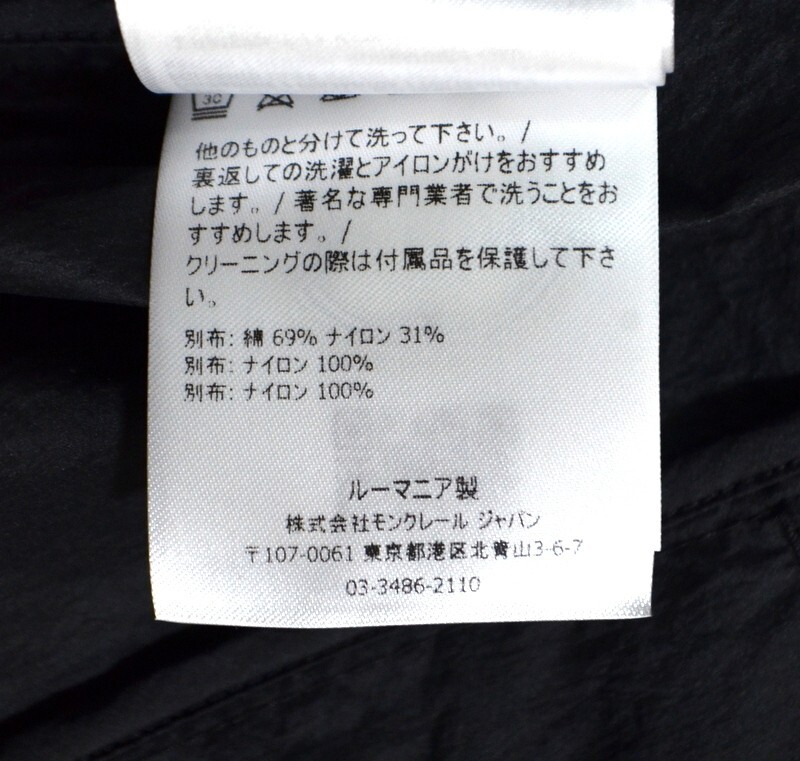 30
他のものと分けて洗って下さい。/
裏返しての洗濯とアイロンがけをおすすめ
します。/ 著名な専門業者で洗うことをお
すすめします。/
クリーニングの際は付属品を保護して下さ
い。
別布: 綿 69% ナイロン 31%
別布: ナイロン 100%
別布: ナイロン 100%
ルーマニア製
株式会社モンクレール ジャパン
〒107-0061 東京都港区北青山3-6-7
03-3486-2110